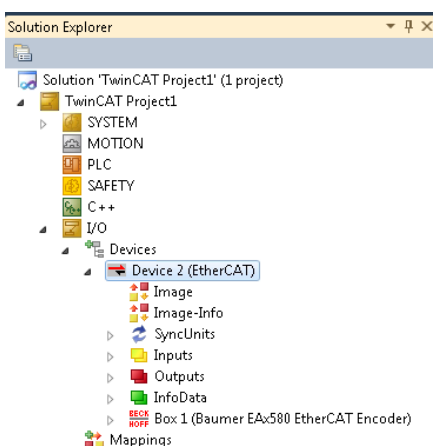 Solution Explorer
Solution 'TwinCAT Project1' (1 project)
TwinCAT Project1
SYSTEM
MOTION
PLC
SAFETY
C++
I/O
Devices
Device 2 (EtherCAT)
Image
Image-Info
SyncUnits
Inputs
Outputs
InfoData
BECKHOFF Box 1 (Baumer EAx580 EtherCAT Encoder)
Mappings